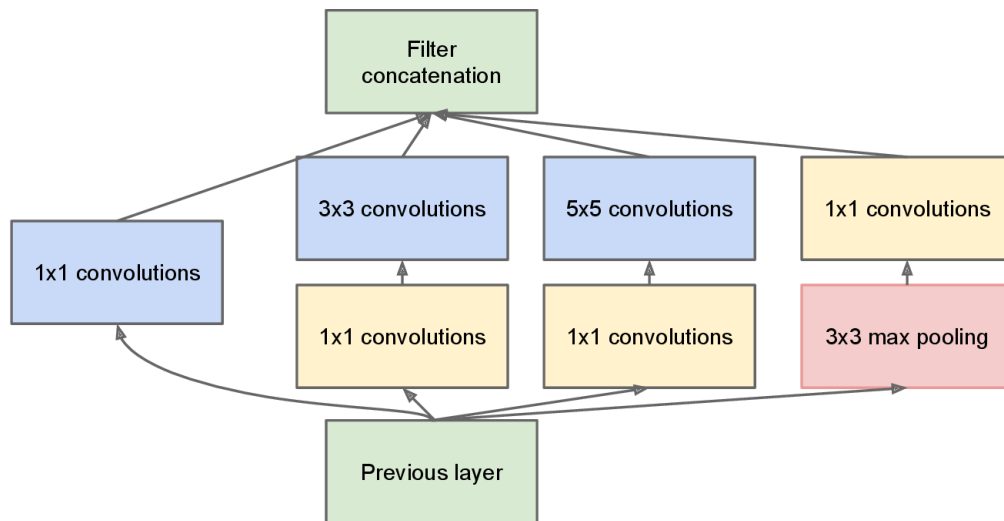 Filter
concatenation
3x3 convolutions
5x5 convolutions
1x1 convolutions
1x1 convolutions
1x1 convolutions
1x1 convolutions
3x3 max pooling
Previous layer